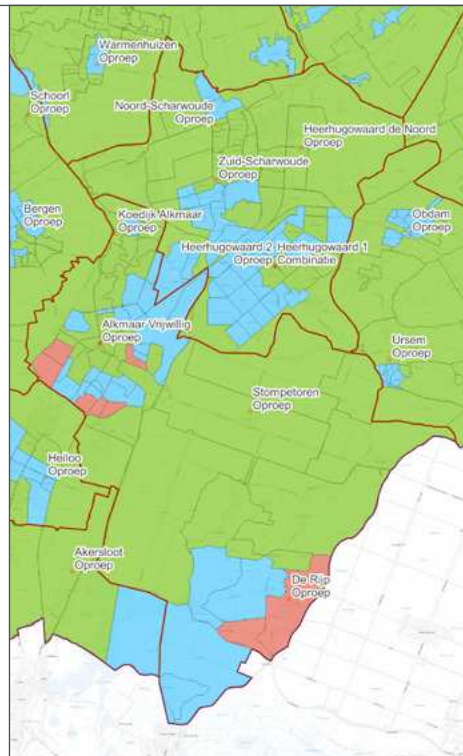 Warmenhuizen
Oproep
Schoorl
Oproep
Noord-Scharwoude
Oproep
Heerhugowaard de Noord
Oproep
Zuid-Scharwoude
Oproep
Bergen
Oproep
Koedijk Alkmaar
Oproep
Obdam
Oproep
Heerhugowaard 2
Oproep
Heerhugowaard 1
Combinatie
Alkmaar Vrijwillig
Oproep
Ursem
Oproep
Stompetoren
Oproep
Heiloo
Oproep
Akersloot
Oproep
De Rijp
Oproep